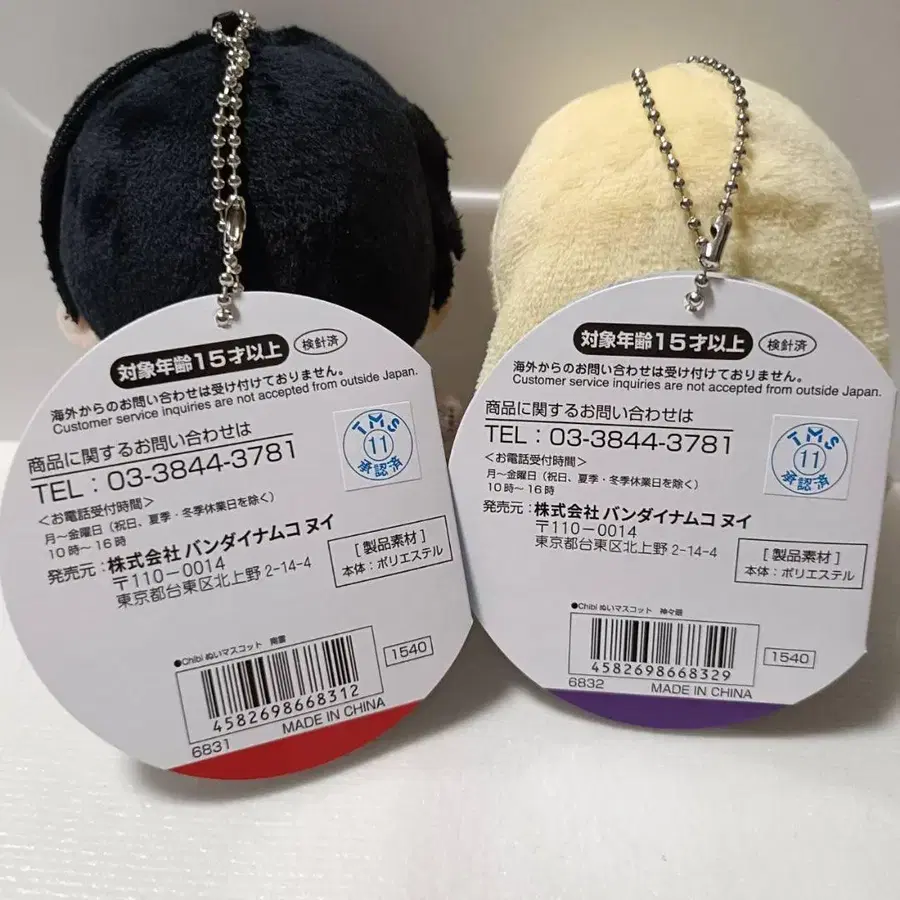 対象年齢15才以上
検針済
海外からのお問い合わせは受け付けておりません。
Customer service inquiries are not accepted from outside Japan.
商品に関するお問い合わせは
TEL：03-3844-3781
＜お電話受付時間＞
月～金曜日（祝日、夏季・冬季休業日を除く）
10時～16時
TMS
11
承認済
発売元：株式会社 バンダイナムコ ヌイ
〒110-0014
東京都台東区北上野 2-14-4
［製品素材］
本体：ポリエステル
●Chibi ぬいマスコット
4582698668312
1540
6831
MADE IN CHINA
対象年齢15才以上
検針済
海外からのお問い合わせは受け付けておりません。
Customer service inquiries are not accepted from outside Japan.
商品に関するお問い合わせは
TEL：03-3844-3781
＜お電話受付時間＞
月～金曜日（祝日、夏季・冬季休業日を除く）
10時～16時
TMS
11
承認済
発売元：株式会社 バンダイナムコ ヌイ
〒110-0014
東京都台東区北上野 2-14-4
［製品素材］
本体：ポリエステル
●Chibi ぬいマスコット
4582698668329
1540
6832
MADE IN CHINA